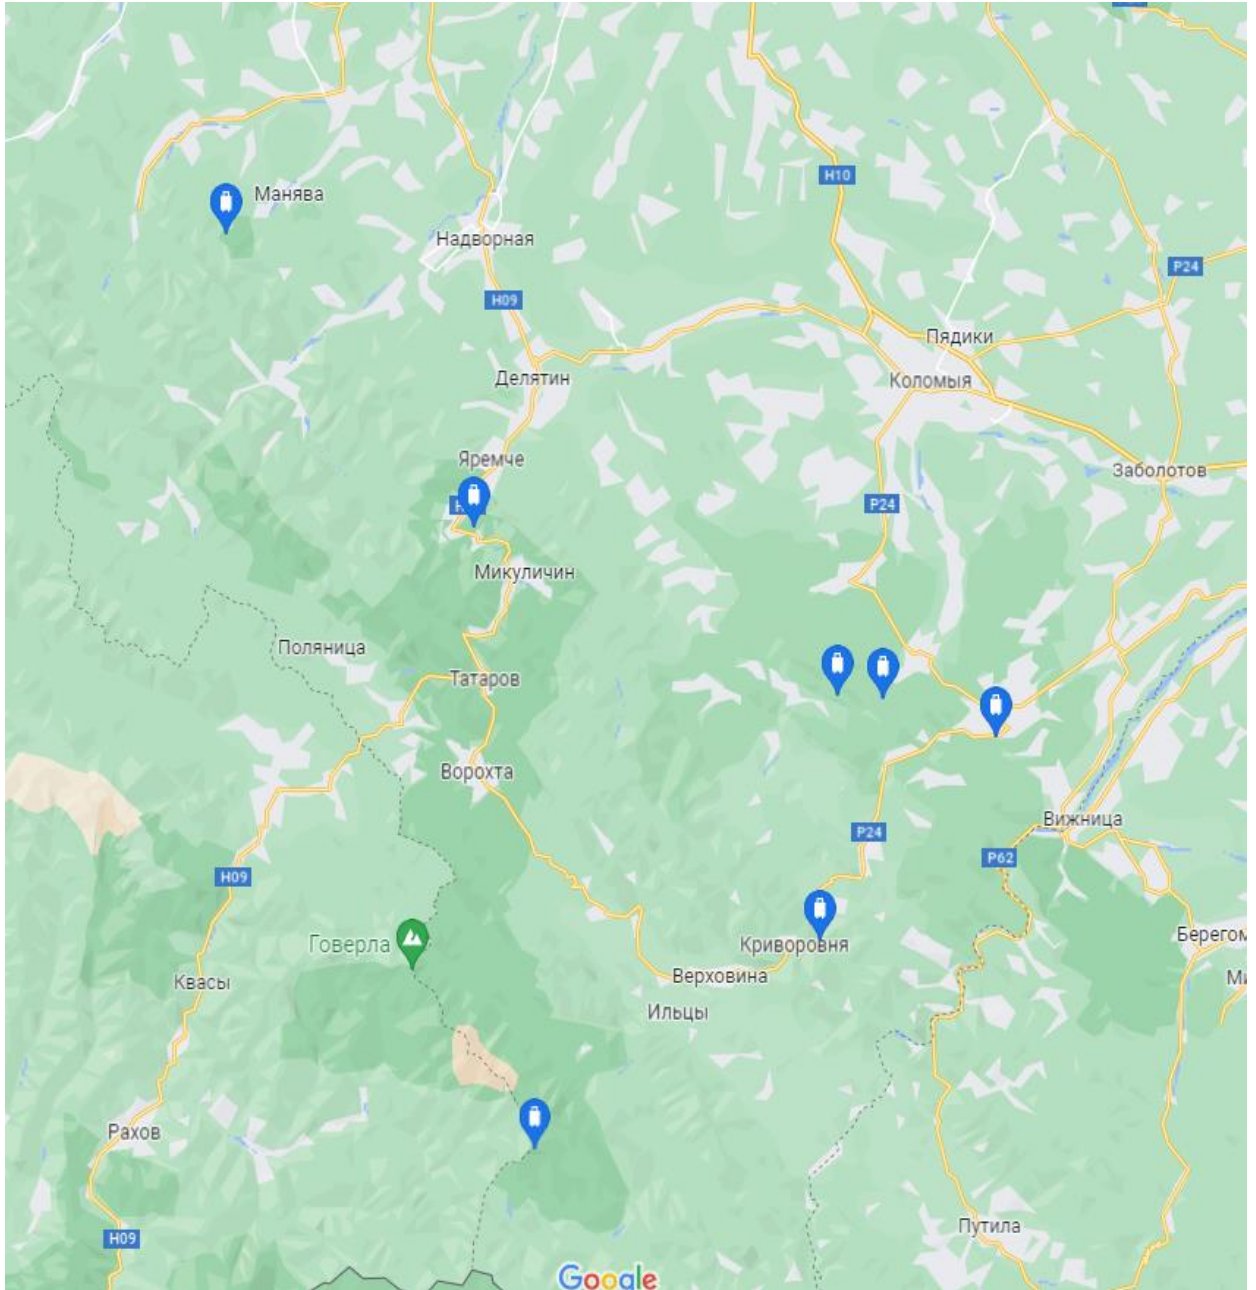 Манява
H10
Надворная
P24
H09
Пядики
Делятин
Коломыя
Яремче
Заболотов
P24
Микуличин
Поляница
Татаров
Ворохта
Вижница
P24
P62
H09
Берегом
Говерла
Криворовня
Верховина
Квасы
Ми
Ильцы
Рахов
Путила
H09
Google